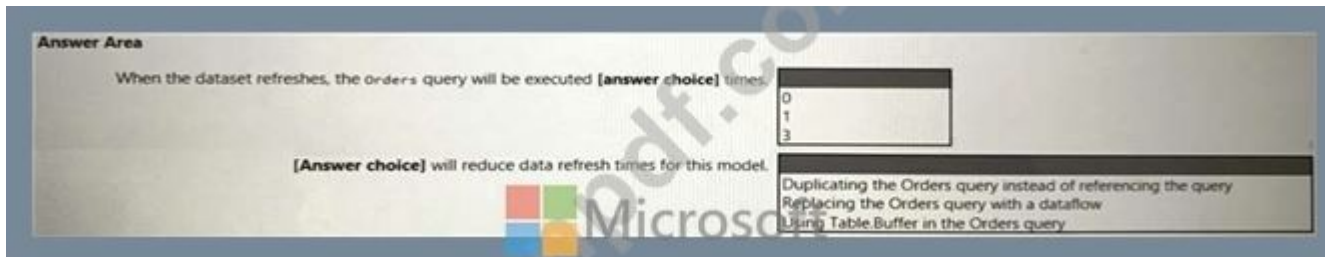 Answer Area
When the dataset refreshes, the Orders query will be executed [answer choice] times.
0
1
3
[Answer choice] will reduce data refresh times for this model.
Duplicating the Orders query instead of referencing the query
Replacing the Orders query with a dataflow
Using Table.Buffer in the Orders query
Microsoft
pdf.co